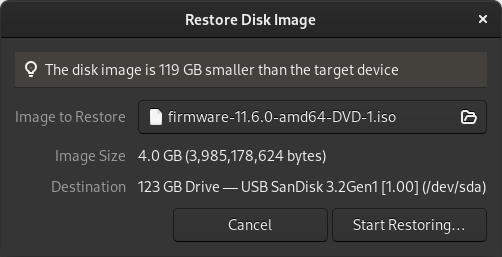 Restore Disk Image
The disk image is 119 GB smaller than the target device
Image to Restore firmware-11.6.0-amd64-DVD-1.iso
Image Size 4.0 GB (3,985,178,624 bytes)
Destination 123 GB Drive — USB SanDisk 3.2Gen1 [1.00] (/dev/sda)
Cancel Start Restoring…